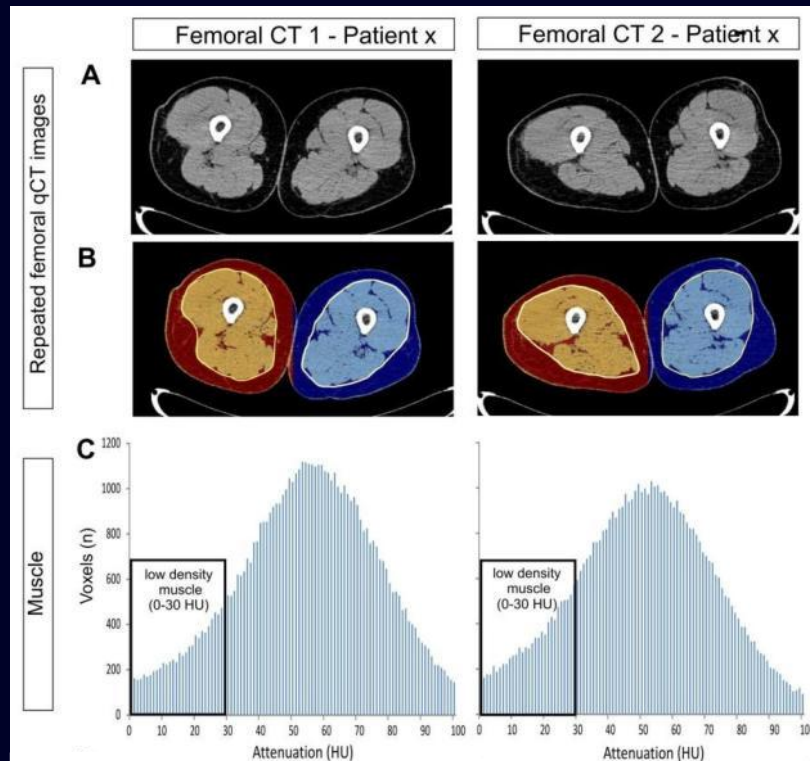 Femoral CT 1 - Patient x
Femoral CT 2 - Patient x
Repeated femoral qCT images
A
B
Muscle
C
Voxels (n)
1200
1000
800
600
400
200
0
low density
muscle
(0-30 HU)
0 10 20 30 40 50 60 70 80 90 100
Attenuation (HU)
low density
muscle
(0-30 HU)
0 10 20 30 40 50 60 70 80 90 100
Attenuation (HU)